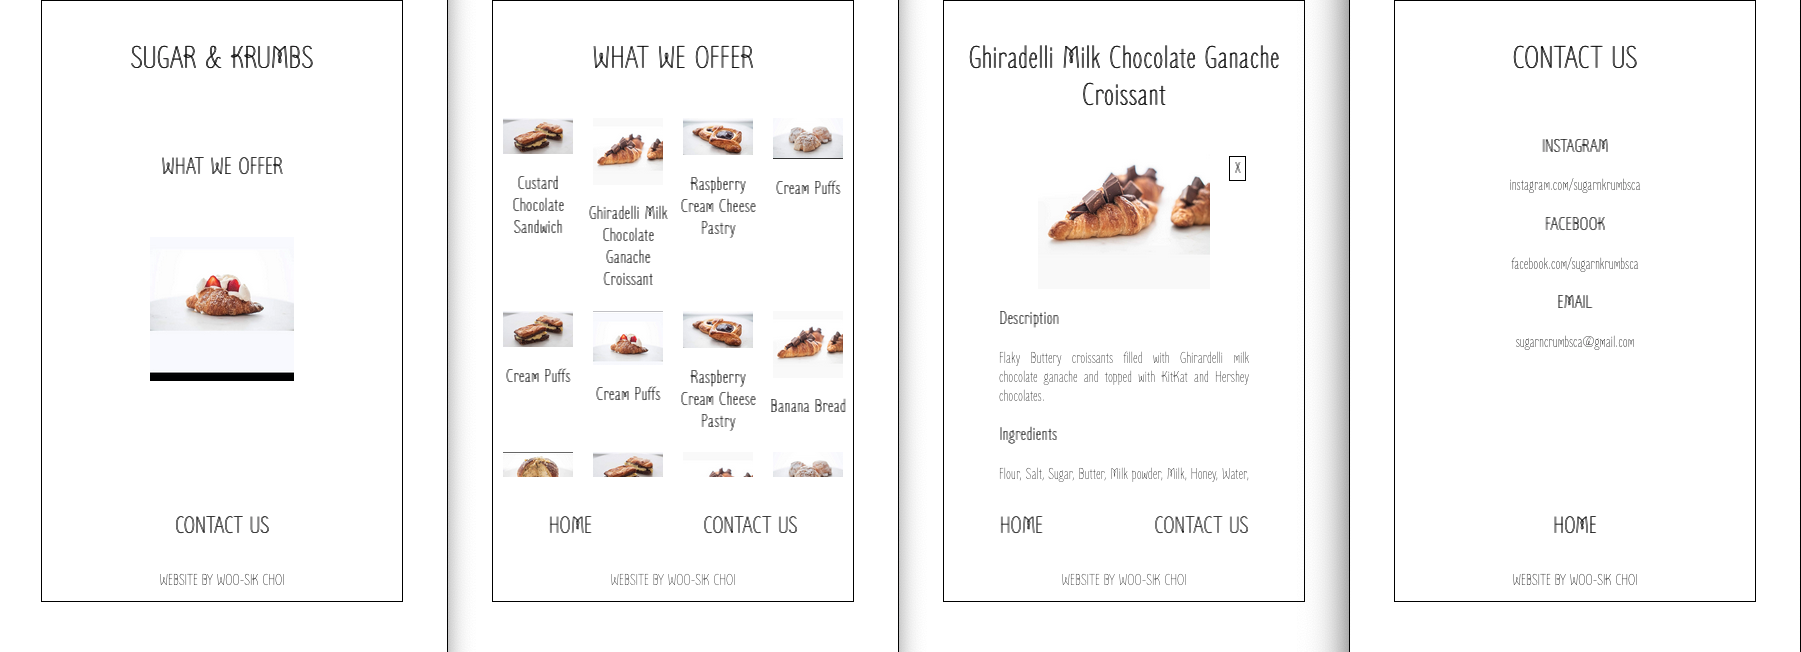 SUGAR & KRUMBS
WHAT WE OFFER
CONTACT US
WEBSITE BY WOO-SIK CHOI
WHAT WE OFFER
Custard
Chocolate
Sandwich
Ghiradelli Milk
Chocolate
Ganache
Croissant
Raspberry
Cream Cheese
Pastry
Cream Puffs
Cream Puffs
Cream Puffs
Raspberry
Cream Cheese
Pastry
Banana Bread
HOME
CONTACT US
WEBSITE BY WOO-SIK CHOI
Ghiradelli Milk Chocolate Ganache
Croissant
X
Description
Flaky Buttery croissants filled with Ghirardelli milk
chocolate ganache and topped with KitKat and Hershey
chocolates.
Ingredients
Flour, Salt, Sugar, Butter, Milk powder, Milk, Honey, Water,
HOME
CONTACT US
WEBSITE BY WOO-SIK CHOI
CONTACT US
INSTAGRAM
instagram.com/sugarnkrumbsca
FACEBOOK
facebook.com/sugarnkrumbsca
EMAIL
sugarncrumbsca@gmail.com
HOME
WEBSITE BY WOO-SIK CHOI